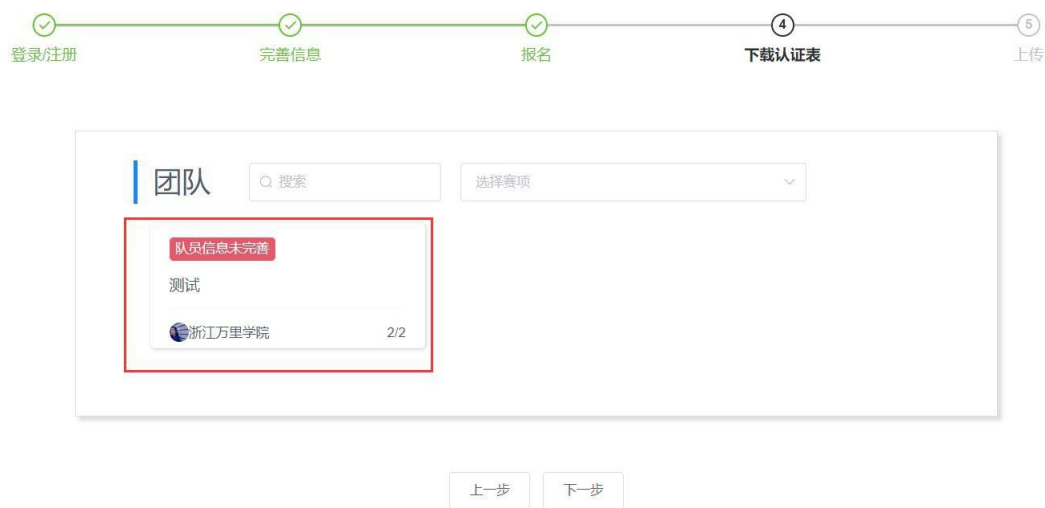 4 5
登录/注册 完善信息 报名 下载认证表 上传
团队 搜索 选择赛项
队员信息未完善
测试
浙江万里学院 2/2
上一步 下一步